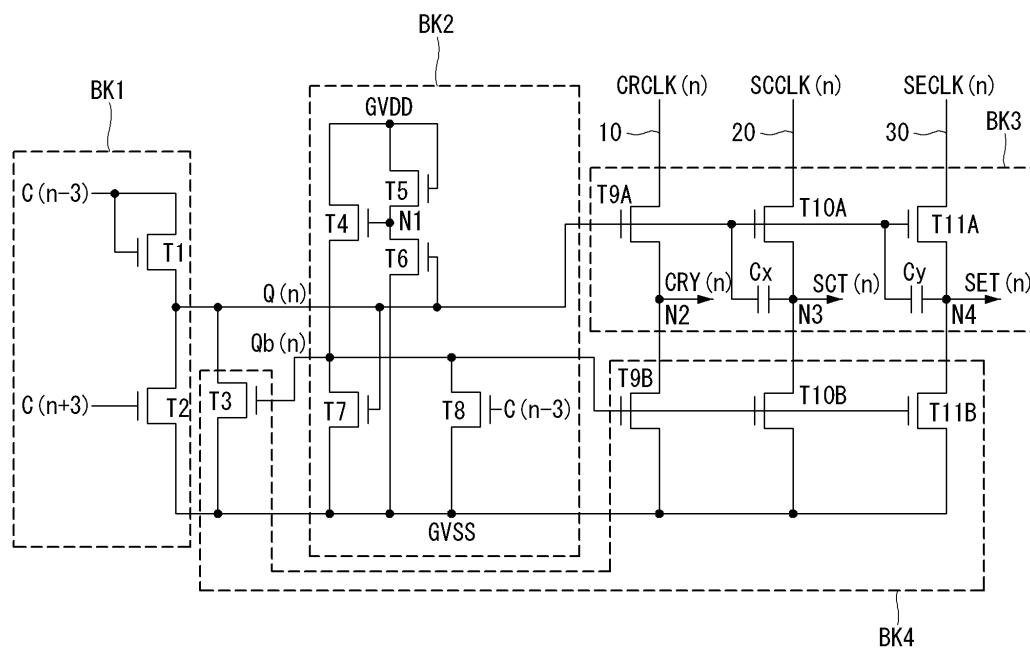 BK2
BK1
CRCLK(n) SCCLK(n) SECLK(n)
GVDD
10 20 30 BK3
C(n-3)
T5
T9A T10A
T4 N1 T11A
T1 T6
Cx Cy
Q(n) CRY(n) SCT(n) SET(n)
N2 N3 N4
Qb(n)
T9B T10B
C(n+3) T2 T3 T7 T8 C(n-3) T11B
GVSS
BK4